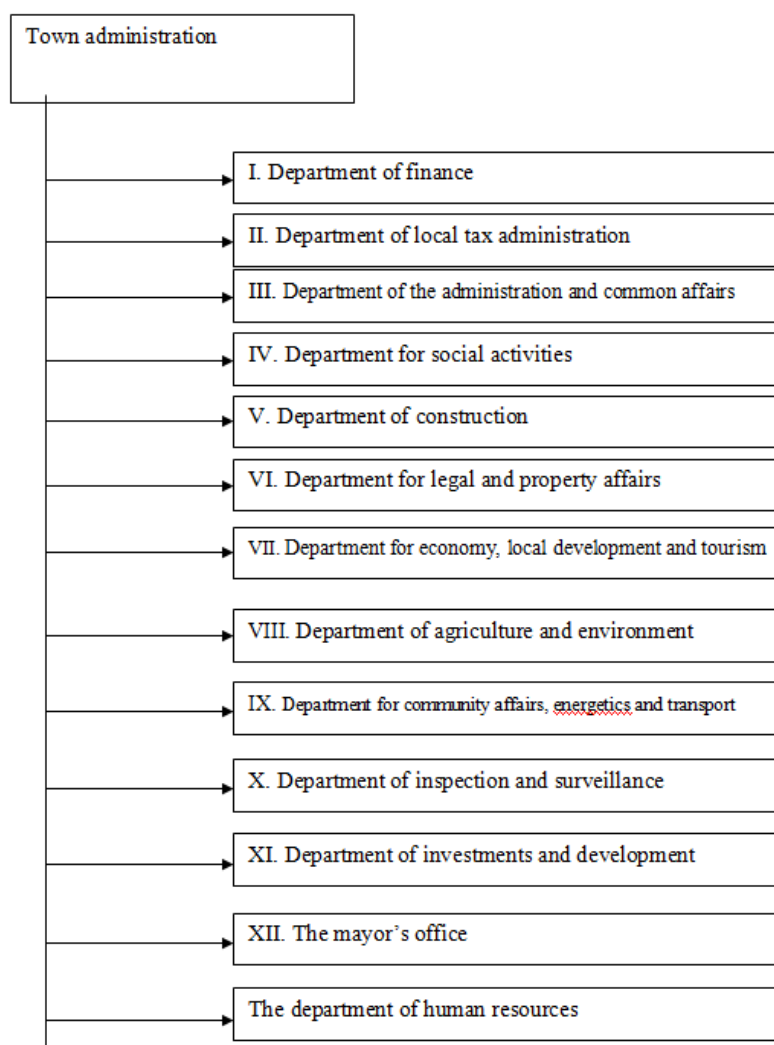 Town administration
I. Department of finance
II. Department of local tax administration
III. Department of the administration and common affairs
IV. Department for social activities
V. Department of construction
VI. Department for legal and property affairs
VII. Department for economy, local development and tourism
VIII. Department of agriculture and environment
IX. Department for community affairs, energetics and transport
X. Department of inspection and surveillance
XI. Department of investments and development
XII. The mayor’s office
The department of human resources